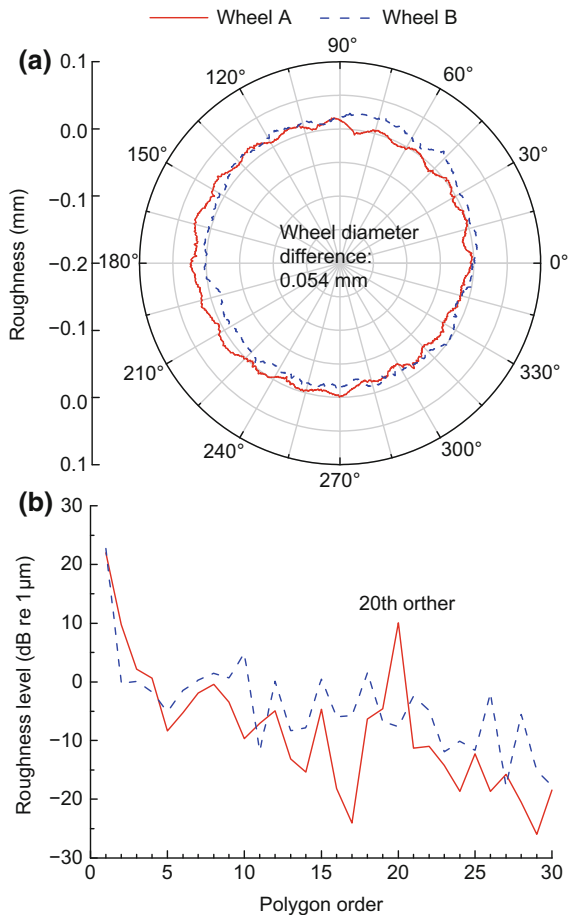 Wheel A Wheel B
(a)
90°
120° 60°
150° 30°
180° 0°
210° 330°
240° 300°
270°
0.1
0.0
−0.1
−0.2
−0.1
0.0
0.1
Roughness (mm)
Wheel diameter
difference:
0.054 mm
(b)
30
20
10
0
−10
−20
−30
Roughness level (dB re 1 μm)
20th orther
0 5 10 15 20 25 30
Polygon order